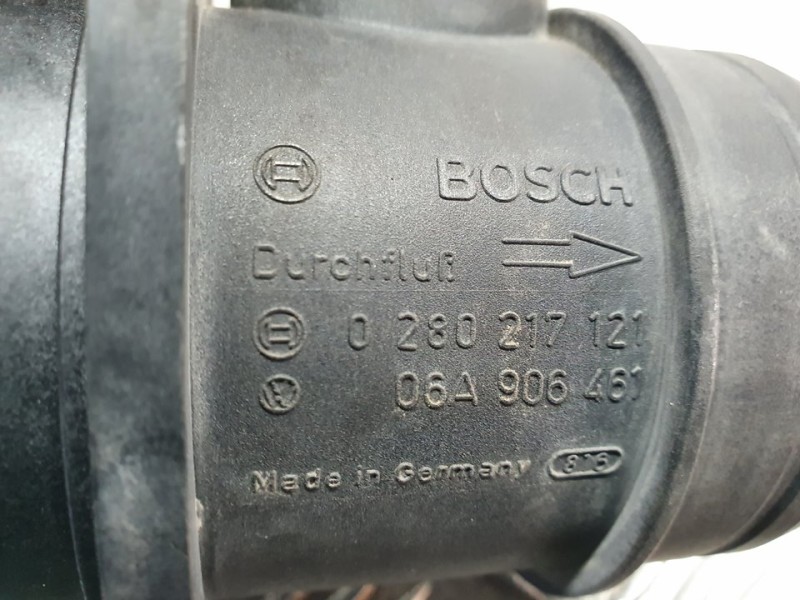 BOSCH
Durchfluß
0 280 217 121
06A 906 461
Made in Germany